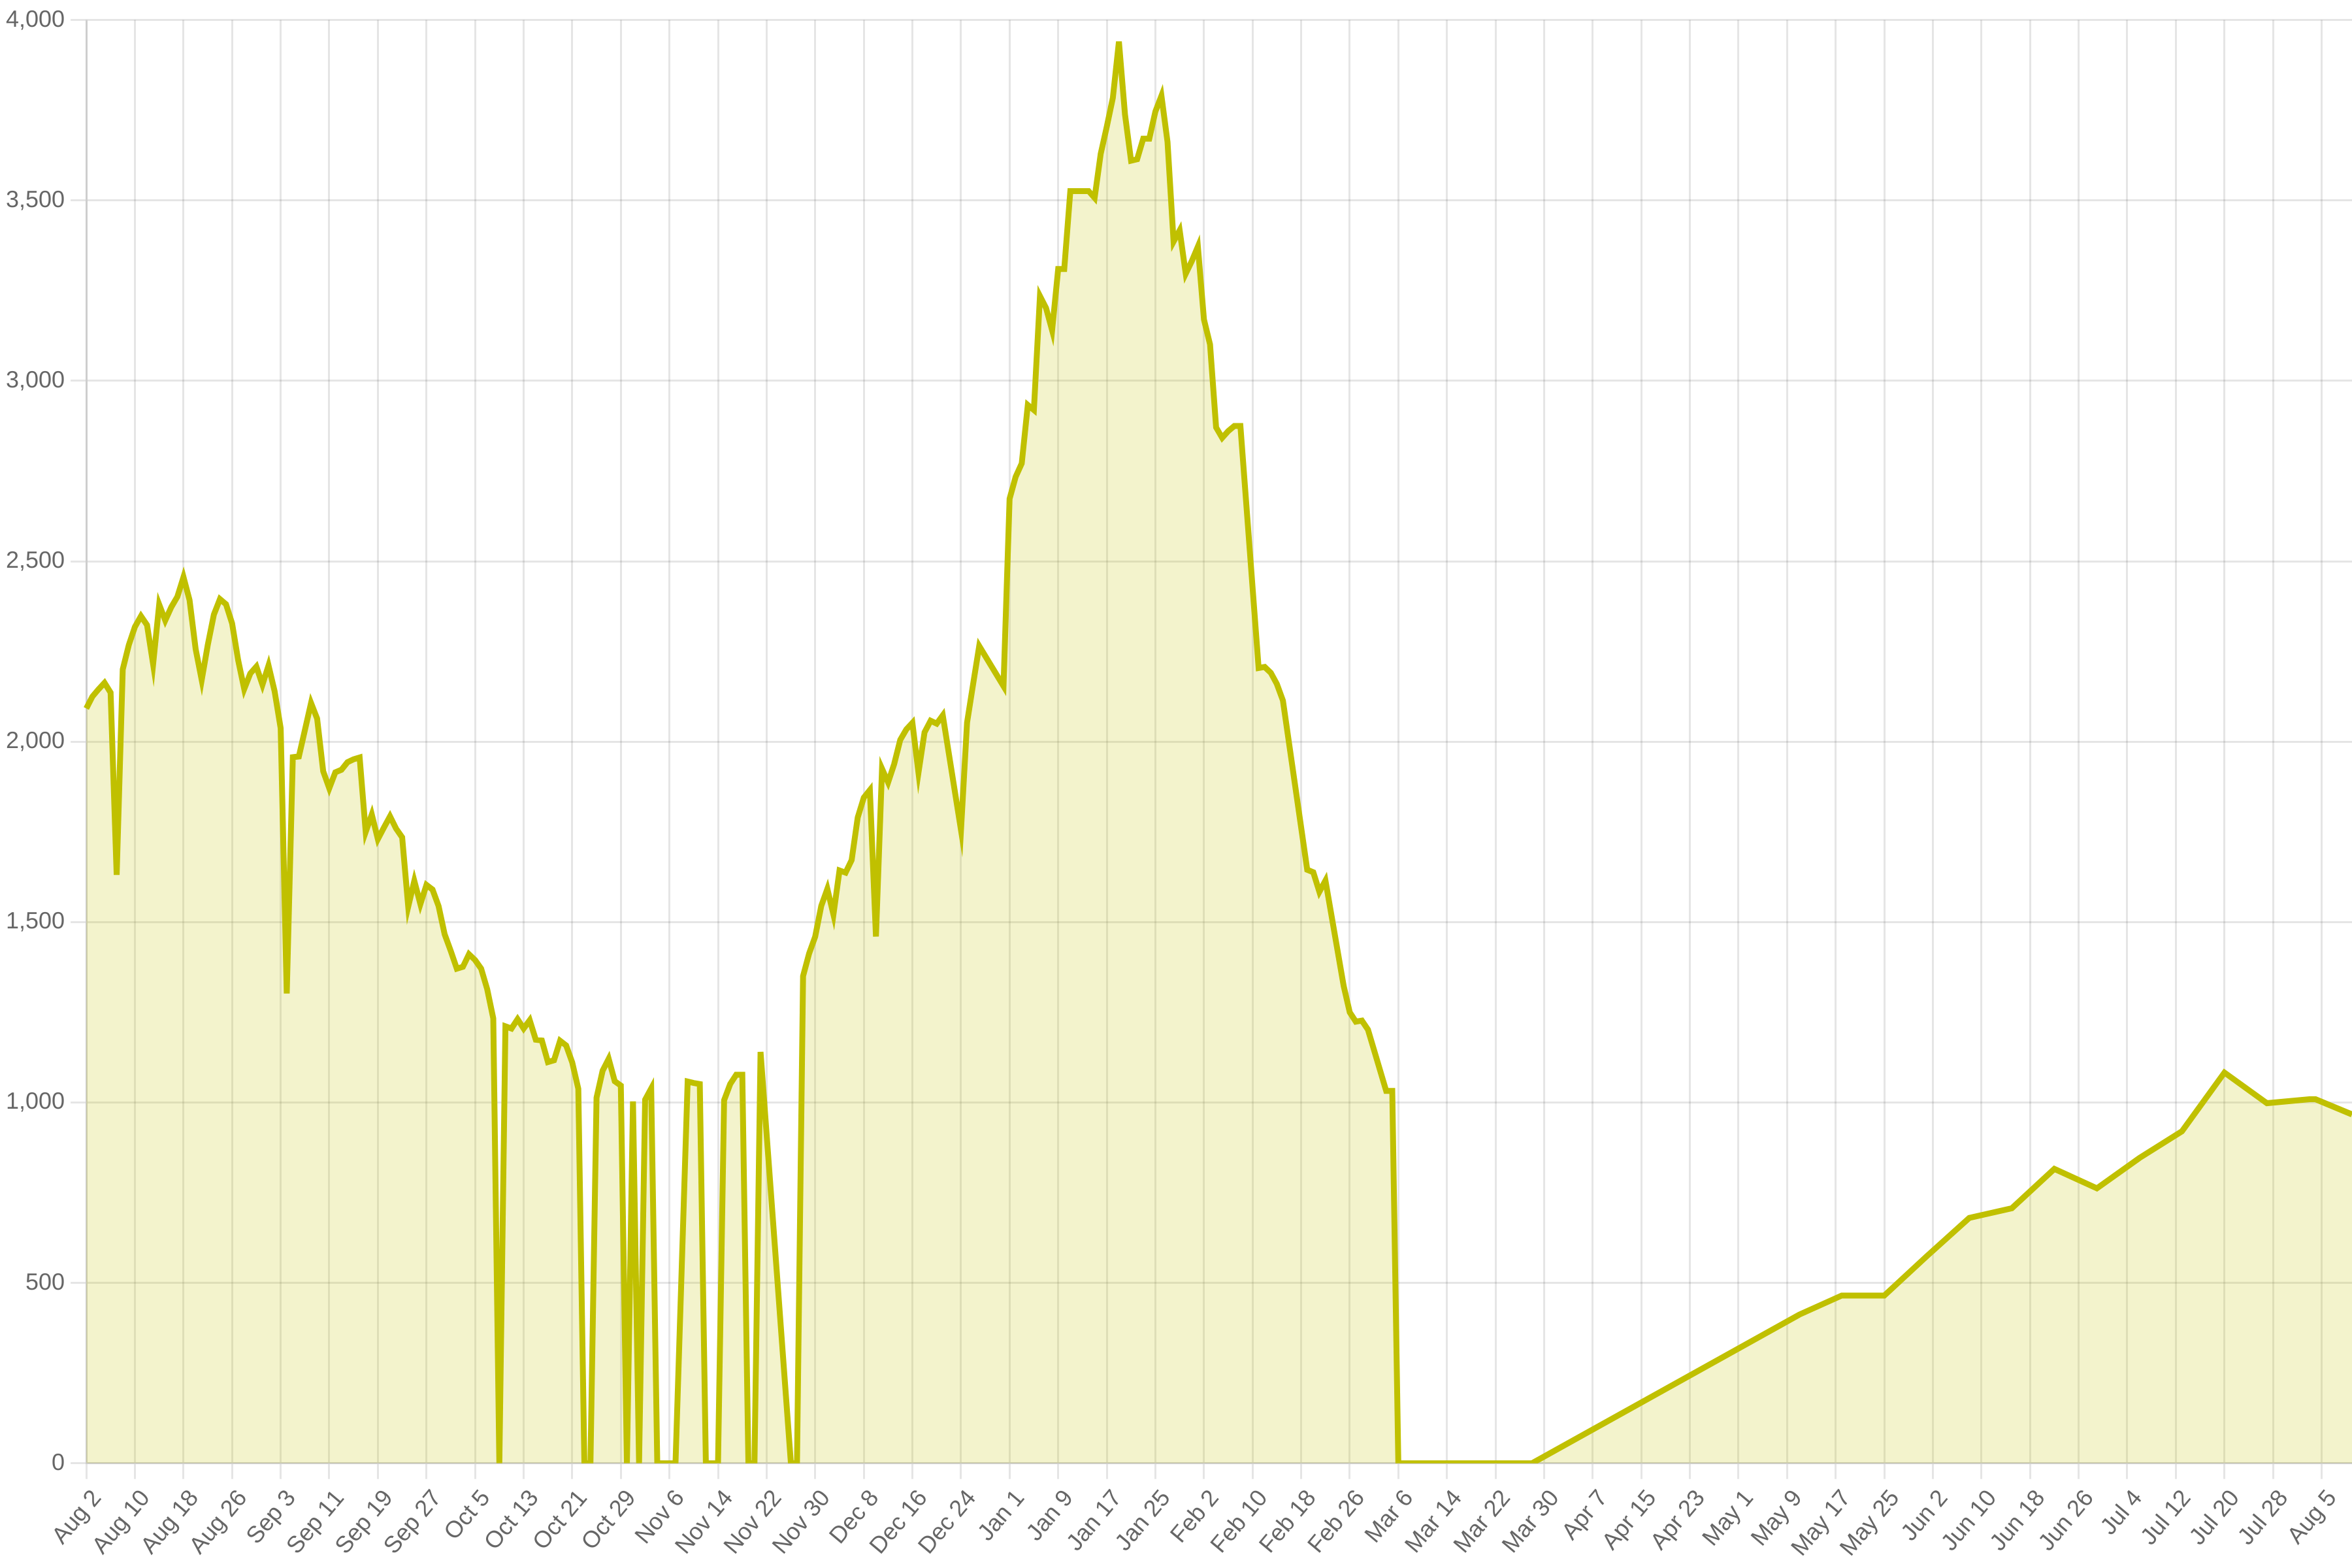 4,000
3,500
3,000
2,500
2,000
1,500
1,000
500
0
Aug 2
Aug 10
Aug 18
Aug 26
Sep 3
Sep 11
Sep 19
Sep 27
Oct 5
Oct 13
Oct 21
Oct 29
Nov 6
Nov 14
Nov 22
Nov 30
Dec 8
Dec 16
Dec 24
Jan 1
Jan 9
Jan 17
Jan 25
Feb 2
Feb 10
Feb 18
Feb 26
Mar 6
Mar 14
Mar 22
Mar 30
Apr 7
Apr 15
Apr 23
May 1
May 9
May 17
May 25
Jun 2
Jun 10
Jun 18
Jun 26
Jul 4
Jul 12
Jul 20
Jul 28
Aug 5